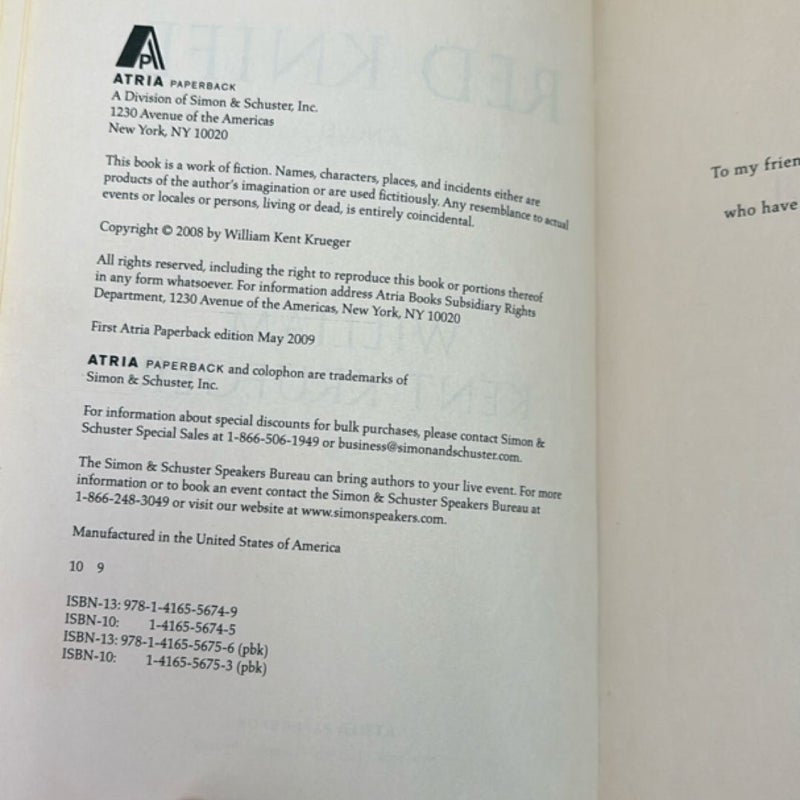 AP
ATRIA PAPERBACK
A Division of Simon & Schuster, Inc.
1230 Avenue of the Americas
New York, NY 10020
This book is a work of fiction. Names, characters, places, and incidents either are
products of the author's imagination or are used fictitiously. Any resemblance to actual
events or locales or persons, living or dead, is entirely coincidental.
Copyright © 2008 by William Kent Krueger
All rights reserved, including the right to reproduce this book or portions thereof
in any form whatsoever. For information address Atria Books Subsidiary Rights
Department, 1230 Avenue of the Americas, New York, NY 10020
First Atria Paperback edition May 2009
ATRIA PAPERBACK and colophon are trademarks of
Simon & Schuster, Inc.
For information about special discounts for bulk purchases, please contact Simon &
Schuster Special Sales at 1-866-506-1949 or business@simonandschuster.com.
The Simon & Schuster Speakers Bureau can bring authors to your live event. For more
information or to book an event contact the Simon & Schuster Speakers Bureau at
1-866-248-3049 or visit our website at www.simonspeakers.com.
Manufactured in the United States of America
10 9
ISBN-13: 978-1-4165-5674-9
ISBN-10: 1-4165-5674-5
ISBN-13: 978-1-4165-5675-6 (pbk)
ISBN-10: 1-4165-5675-3 (pbk)
To my frien
who have